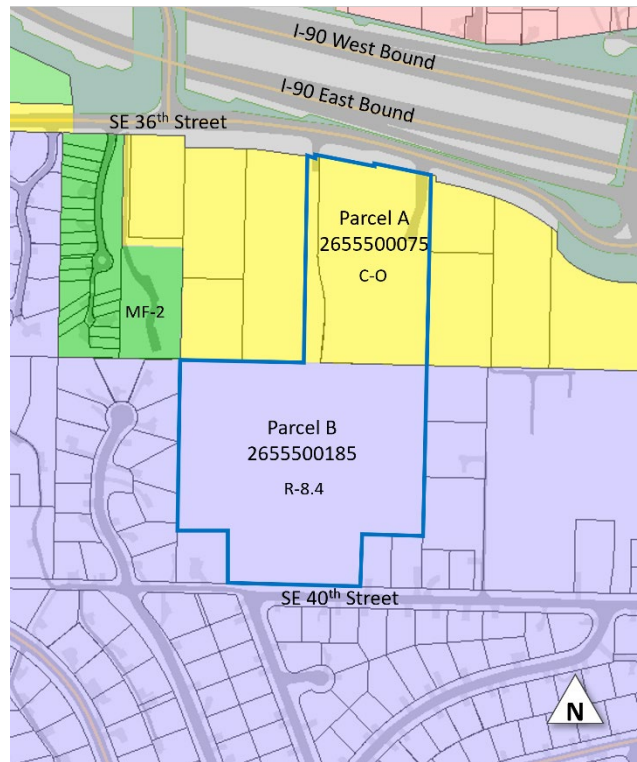 I-90 West Bound
I-90 East Bound
SE 36th Street
Parcel A
2655500075
C-O
MF-2
Parcel B
2655500185
R-8.4
SE 40th Street
N